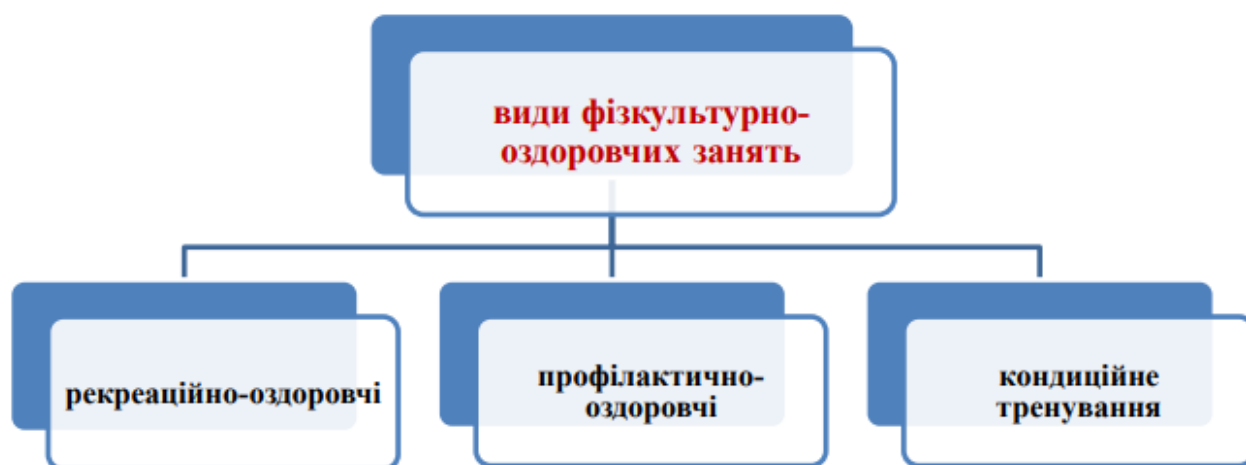 види фізкультурно-
оздоровчих занять
рекреаційно-оздоровчі
профілактично-
оздоровчі
кондиційне
тренування